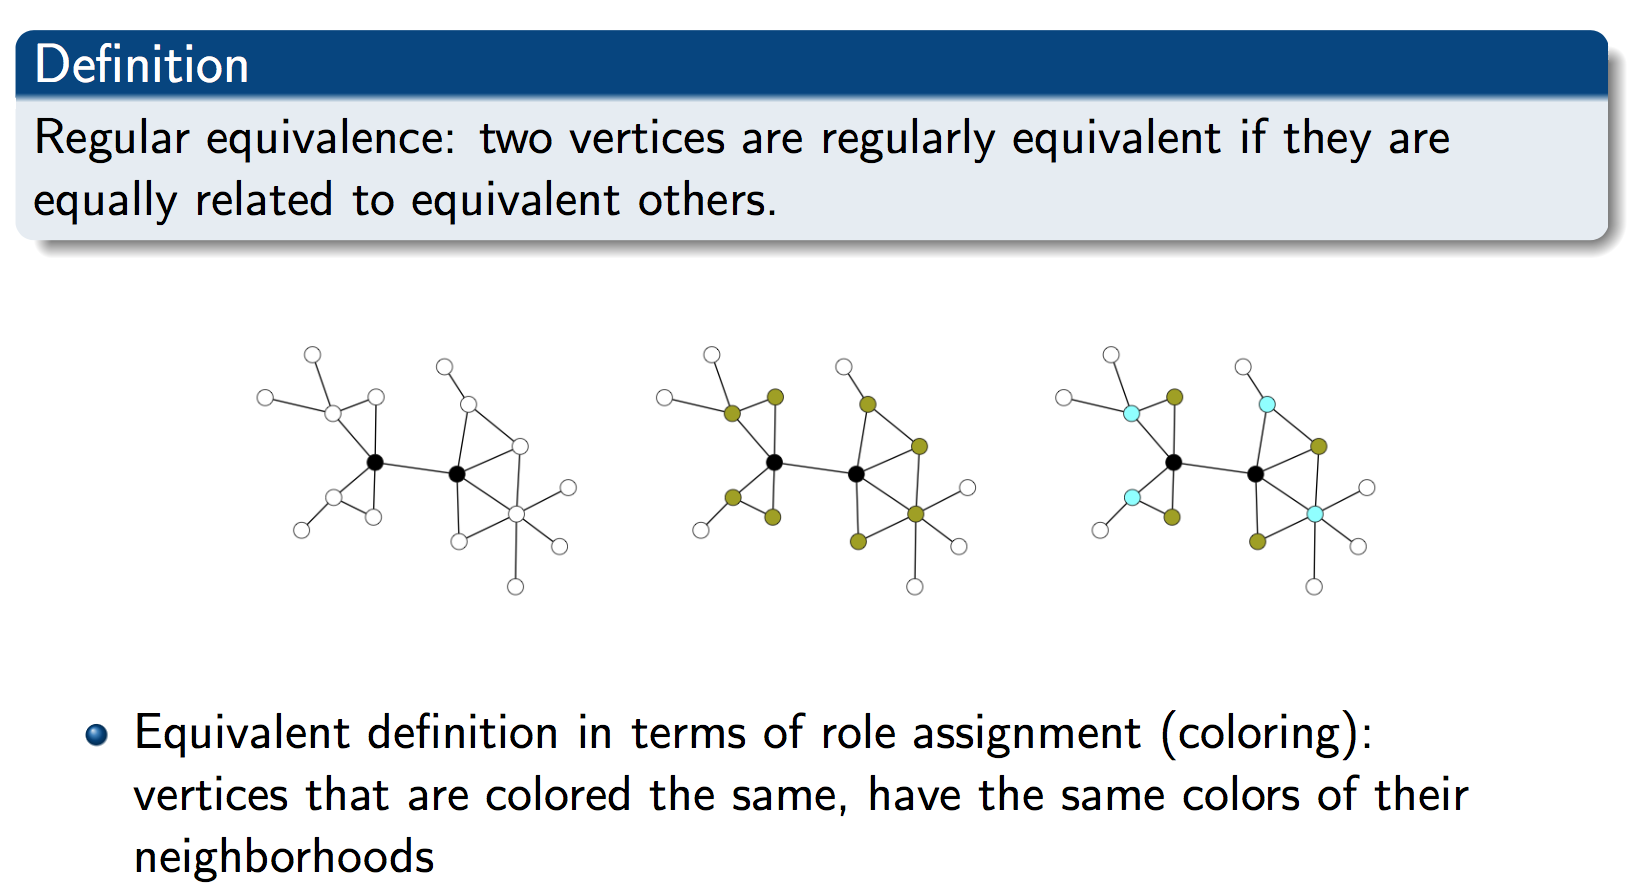 Definition
Regular equivalence: two vertices are regularly equivalent if they are
equally related to equivalent others.
Equivalent definition in terms of role assignment (coloring):
vertices that are colored the same, have the same colors of their
neighborhoods